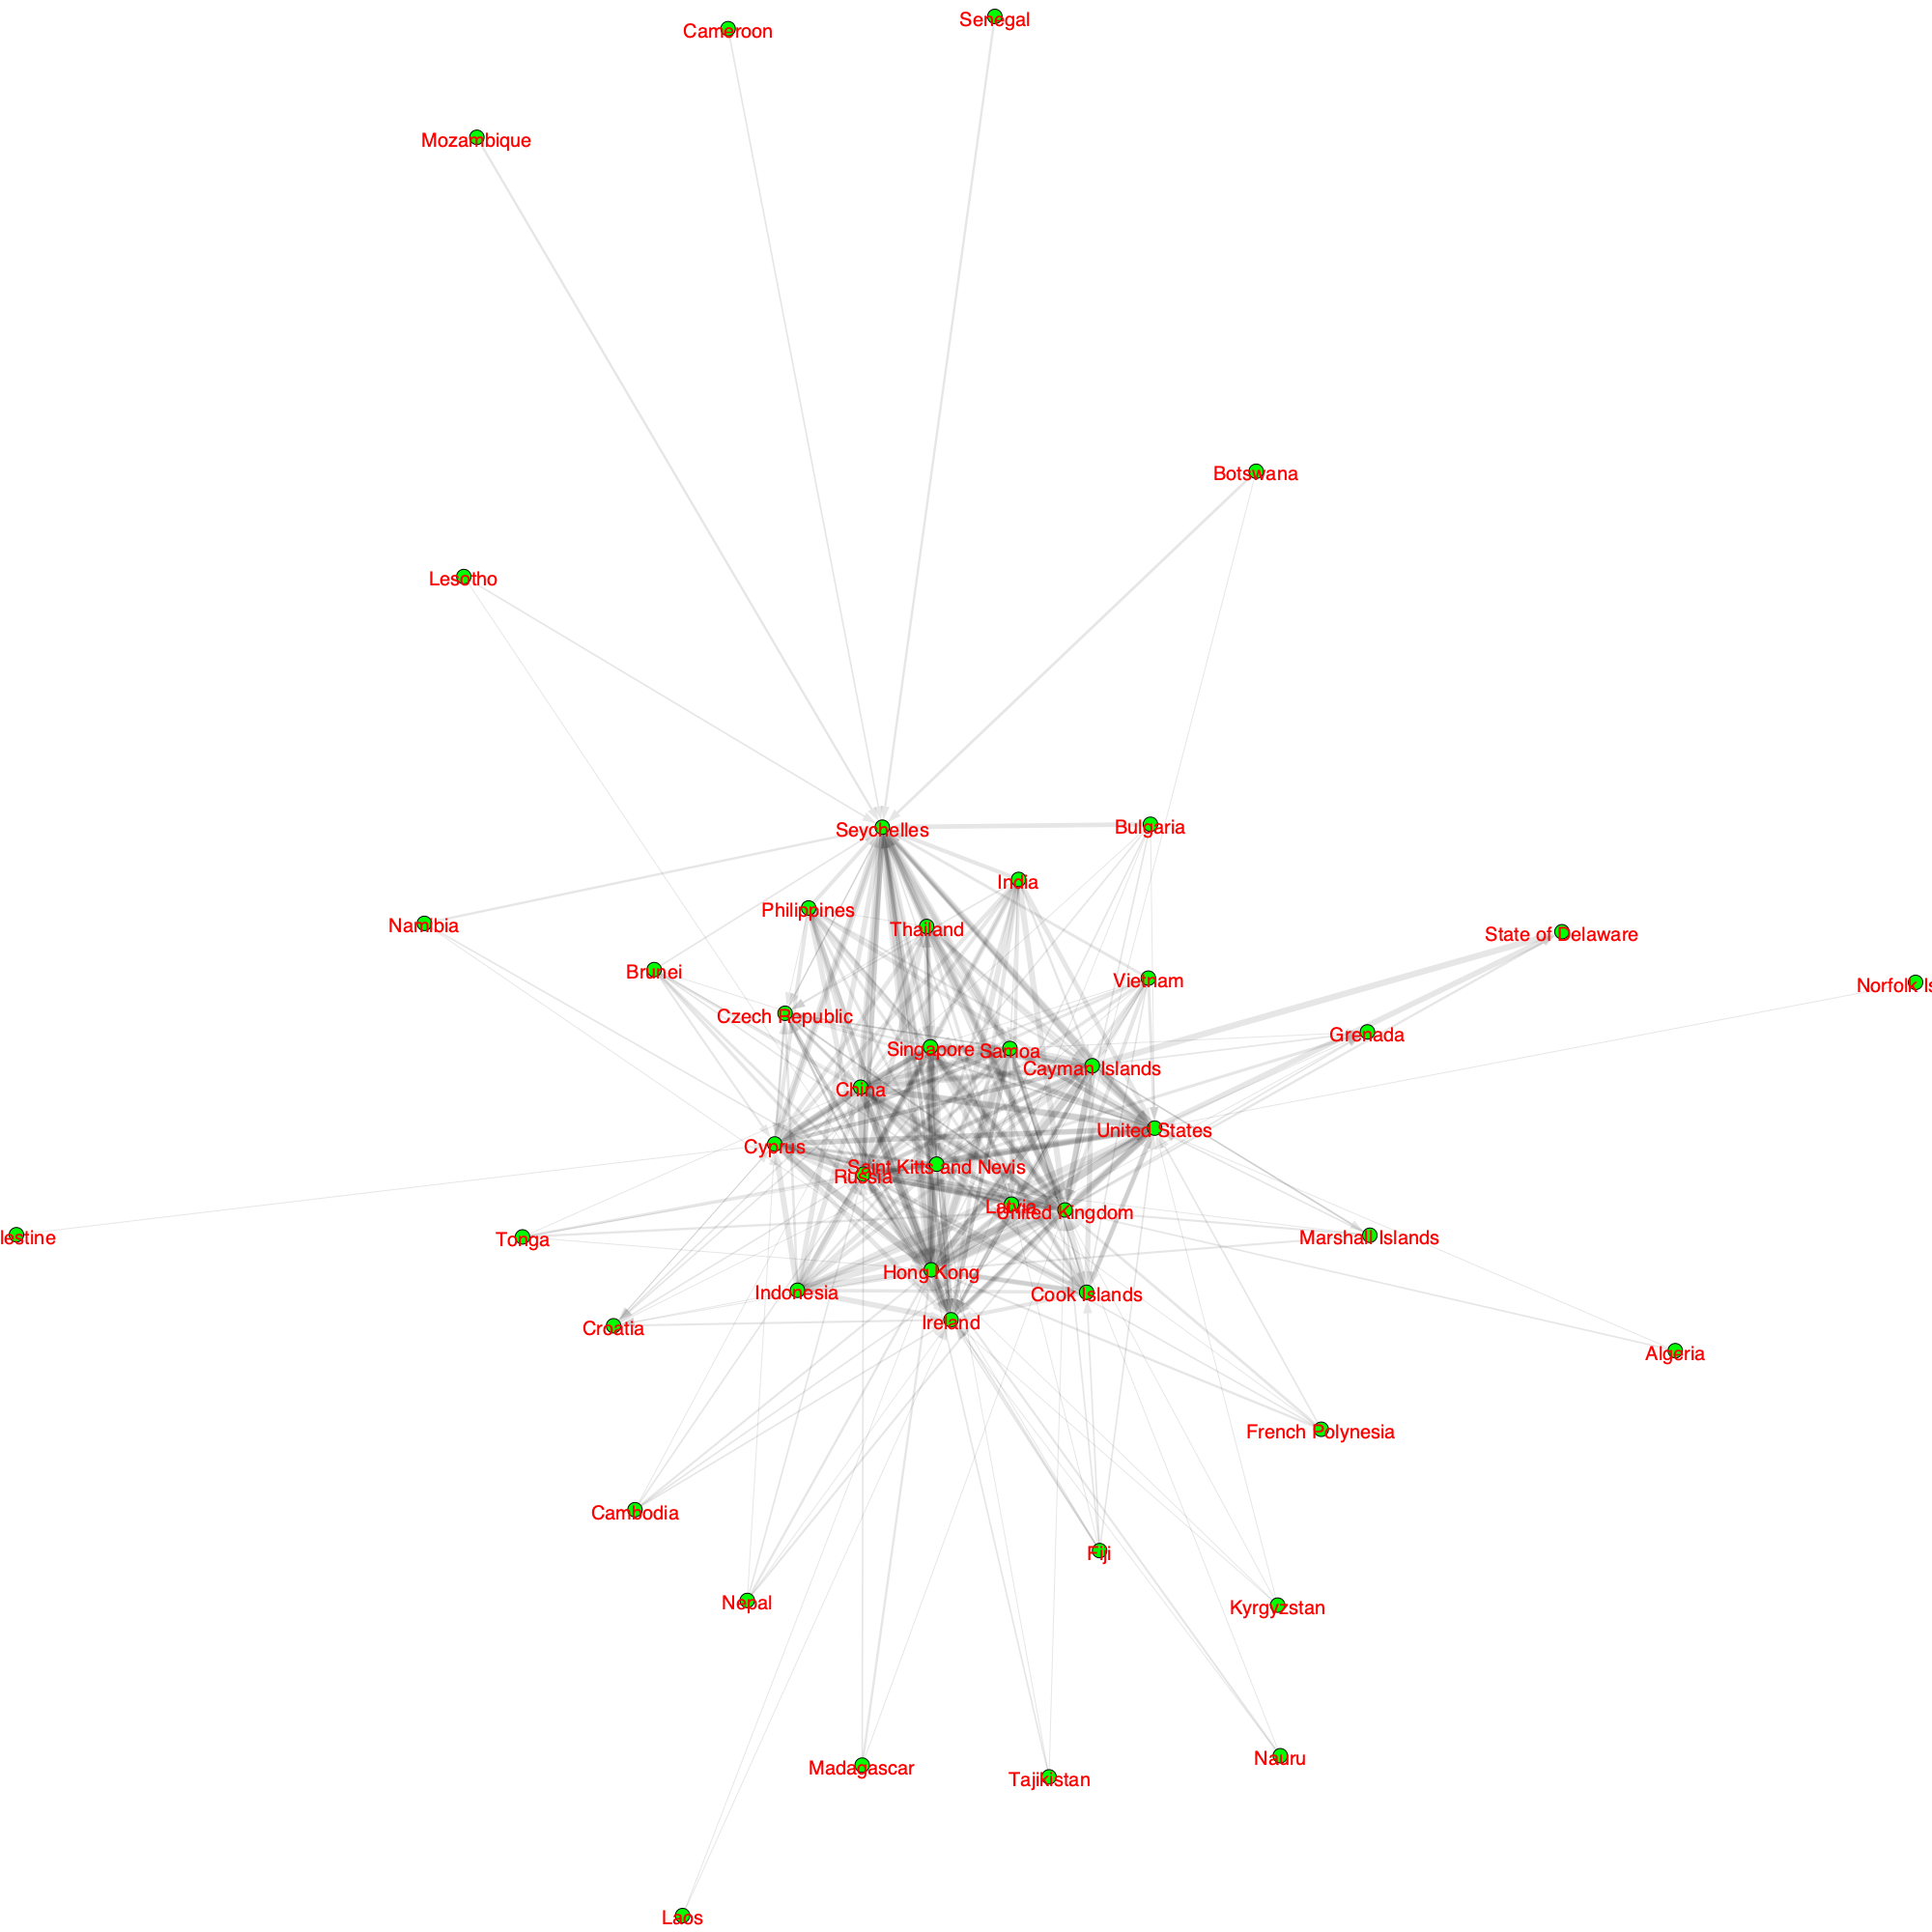 Senegal
Cameroon
Mozambique
Botswana
Lesotho
Seychelles
Bulgaria
India
Philippines
Thailand
Namibia
State of Delaware
Brunei
Vietnam
Norfolk Is
Czech Republic
Grenada
Singapore
Samoa
Cayman Islands
China
United States
Cyprus
Saint Kitts and Nevis
Russia
Latvia
United Kingdom
lestine
Tonga
Marshall Islands
Hong Kong
Indonesia
Cook Islands
Ireland
Croatia
Algeria
French Polynesia
Cambodia
Fiji
Nepal
Kyrgyzstan
Nauru
Madagascar
Tajikistan
Laos